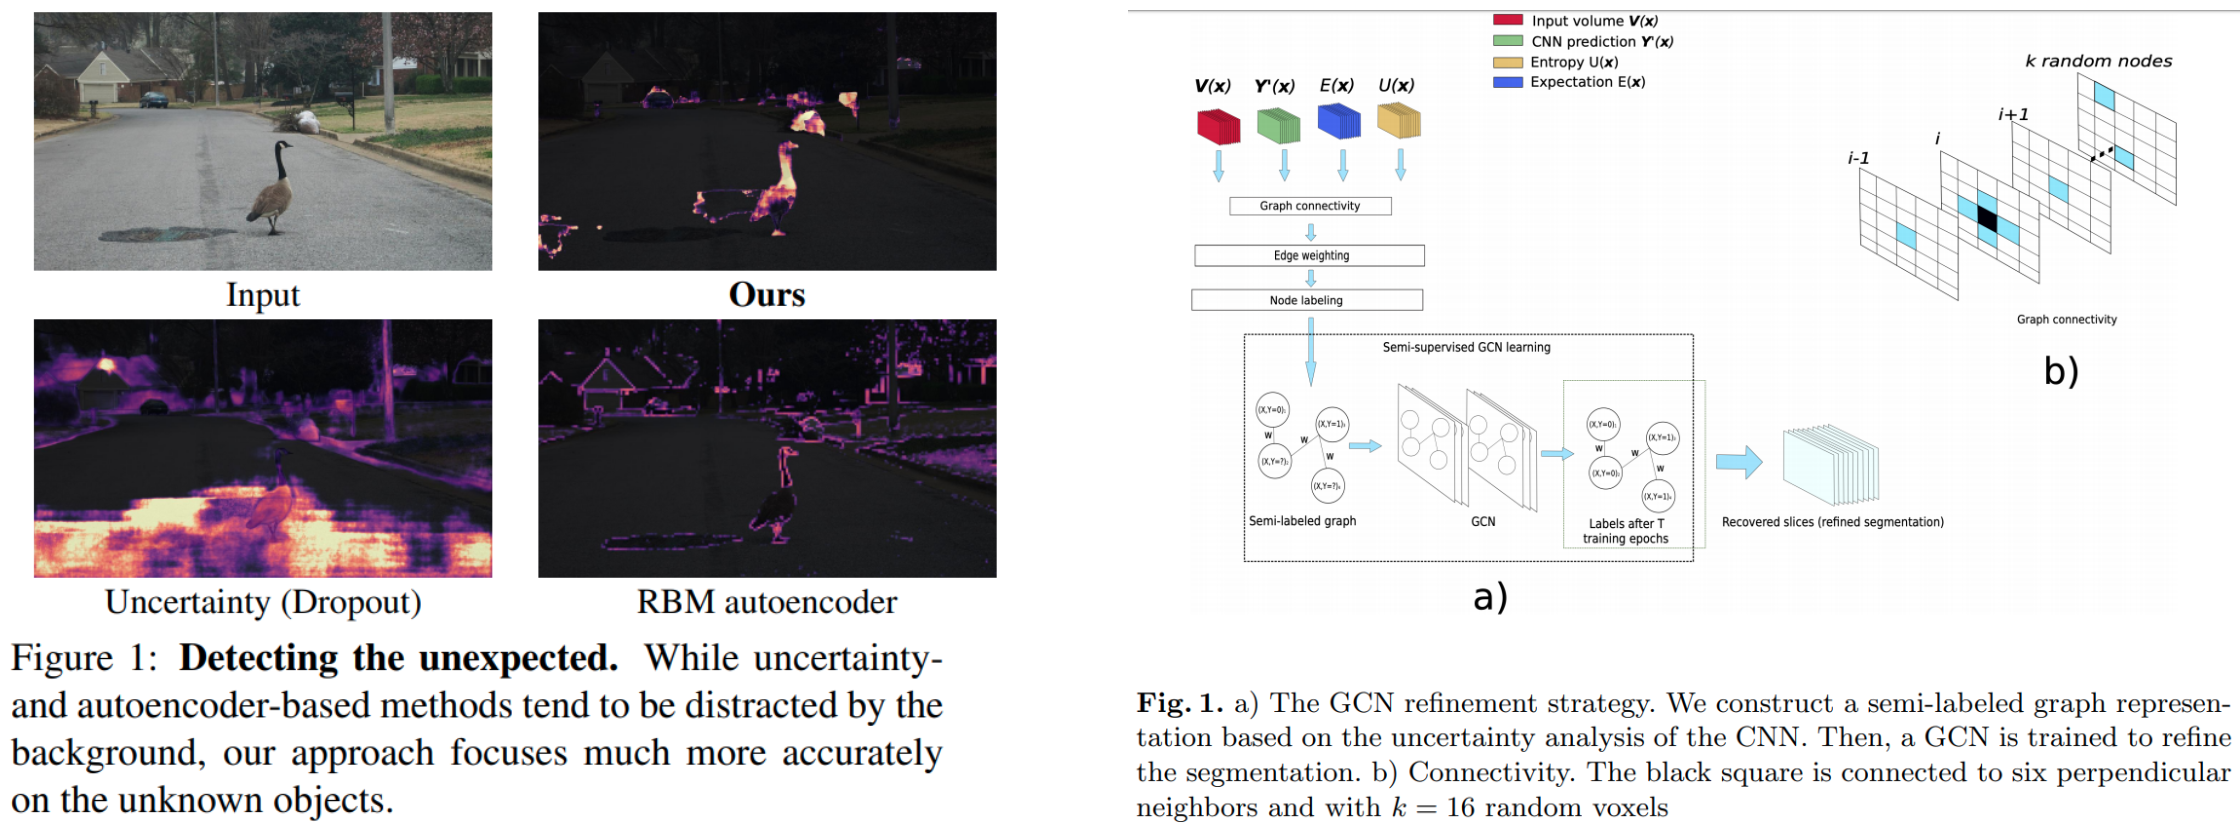 Input
Ours
Uncertainty (Dropout)
RBM autoencoder
Figure 1: Detecting the unexpected. While uncertainty-
and autoencoder-based methods tend to be distracted by the
background, our approach focuses much more accurately
on the unknown objects.
Input volume V(x)
CNN prediction Y'(x)
Entropy U(x)
Expectation E(x)
V(x) Y'(x) E(x) U(x)
Graph connectivity
Edge weighting
Node labeling
Semi-supervised GCN learning
(X,Y=0)
W
(X,Y=?)
W
(X,Y=1)
W
(X,Y=?)
Semi-labeled graph
GCN
(X,Y=0)
W
(X,Y=0)
W
(X,Y=1)
W
(X,Y=1)
Labels after T
training epochs
Recovered slices (refined segmentation)
a)
k random nodes
i+1
i
i-1
Graph connectivity
b)
Fig. 1. a) The GCN refinement strategy. We construct a semi-labeled graph represen-
tation based on the uncertainty analysis of the CNN. Then, a GCN is trained to refine
the segmentation. b) Connectivity. The black square is connected to six perpendicular
neighbors and with k = 16 random voxels